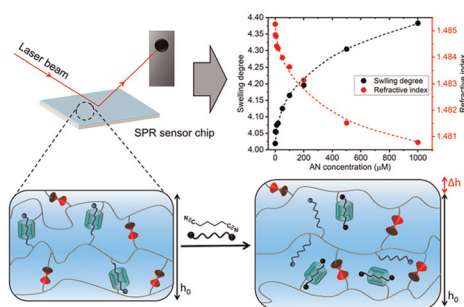 Laser beam
SPR sensor chip
4.40
4.35
4.30
4.25
4.20
4.15
4.10
4.05
4.00
Swelling degree
Swlling degree
Refractive index
1.485
1.484
1.483
1.482
1.481
Refractive index
0 200 400 600 800 1000
AN concentration (μM)
h₀
N≡C
C≡N
Δh
h₀